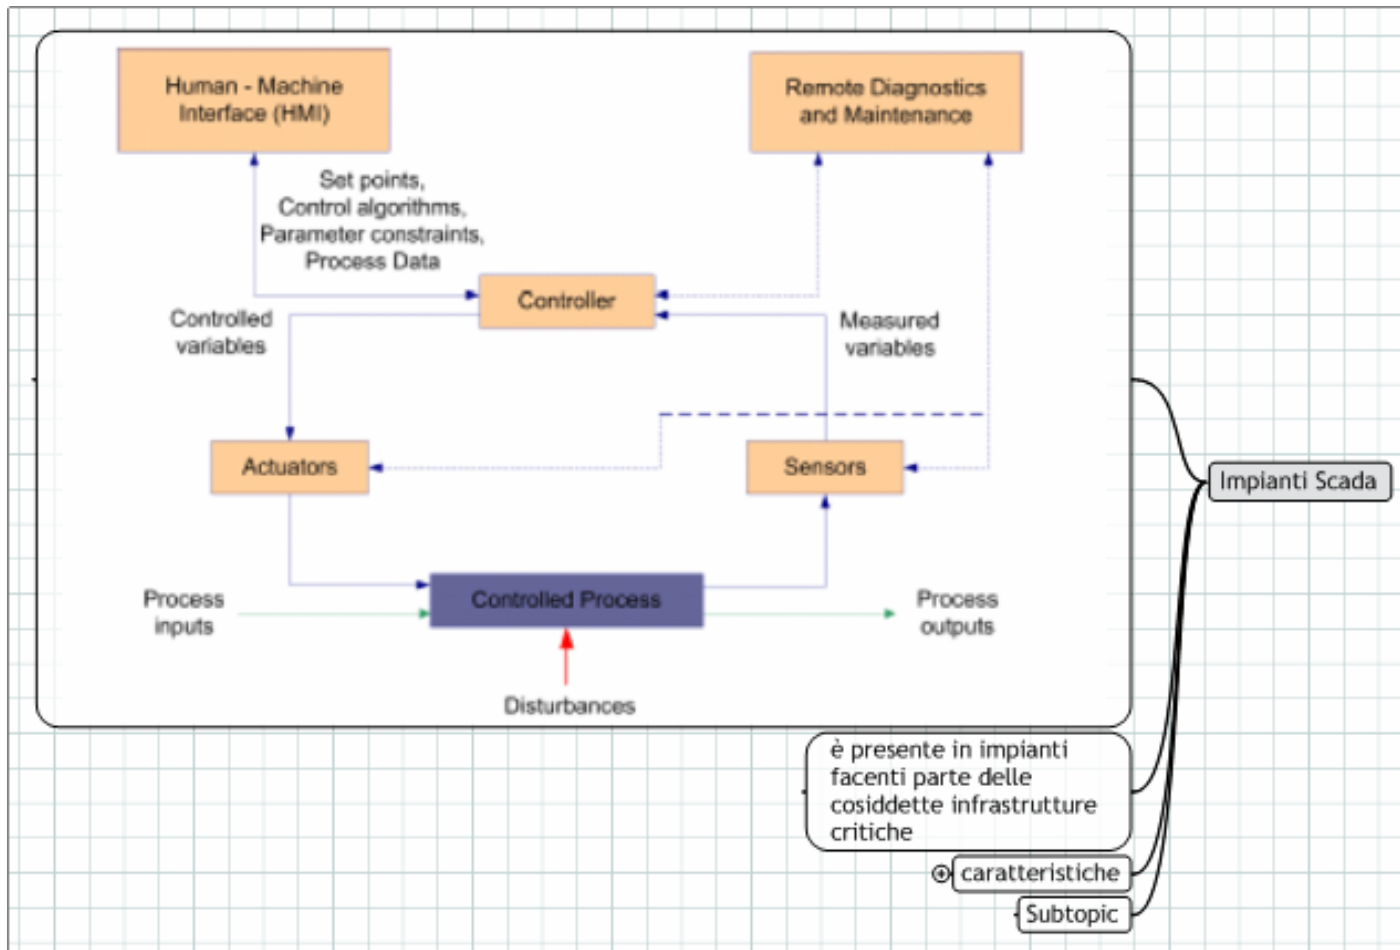 Human - Machine
Interface (HMI)
Remote Diagnostics
and Maintenance
Set points,
Control algorithms,
Parameter constraints,
Process Data
Controller
Controlled
variables
Measured
variables
Actuators
Sensors
Process
inputs
Controlled Process
Process
outputs
Disturbances
Impianti Scada
è presente in impianti
facenti parte delle
cosiddette infrastrutture
critiche
caratteristiche
Subtopic